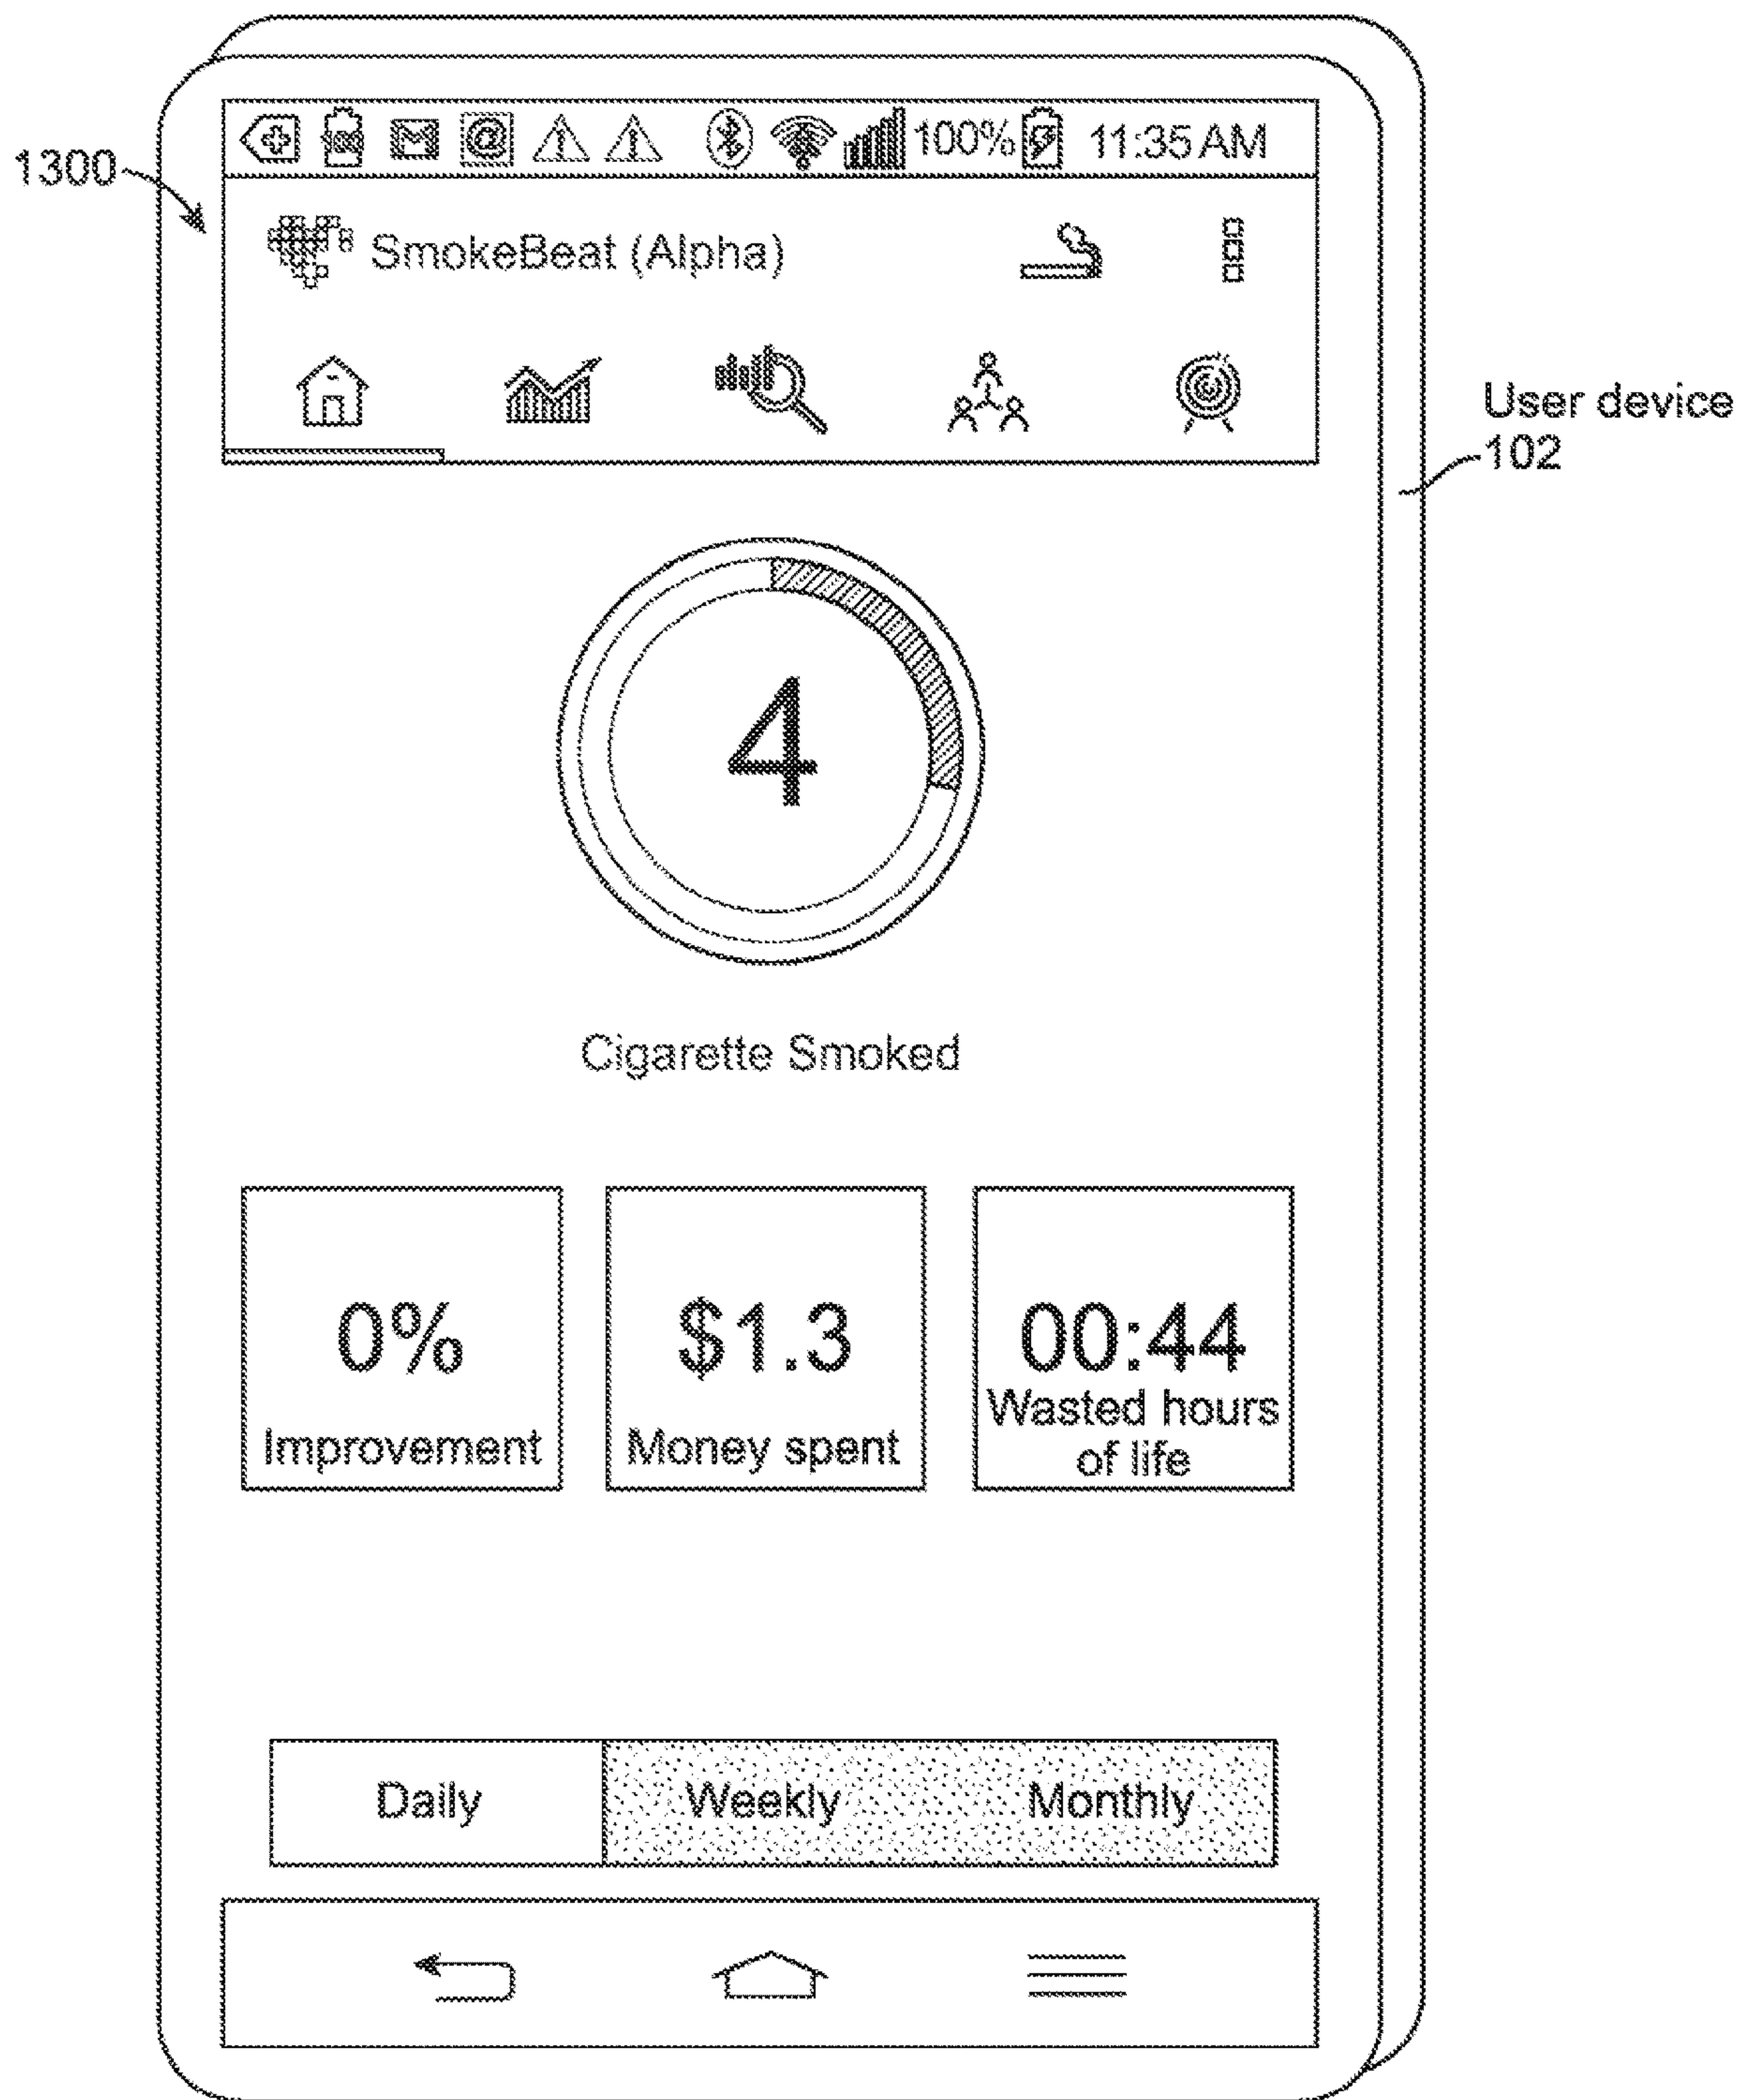 100% 11:35 AM
1300
SmokeBeat (Alpha)
User device
102
4
Cigarette Smoked
0%
Improvement
$1.3
Money spent
00:44
Wasted hours
of life
Daily Weekly Monthly